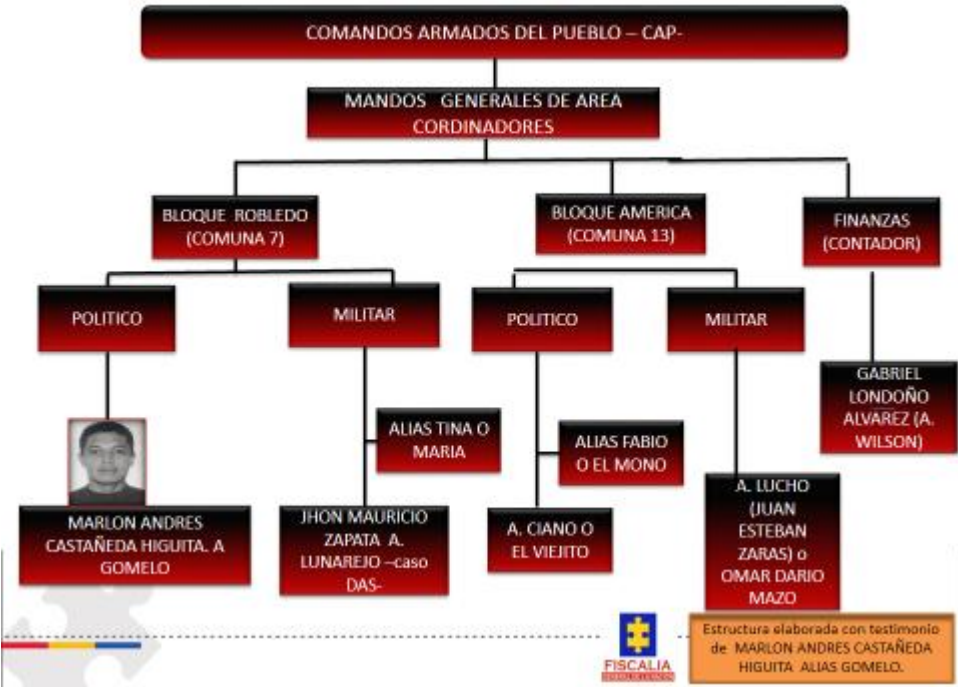 COMANDOS ARMADOS DEL PUEBLO – CAP-
MANDOS GENERALES DE AREA
CORDINADORES
BLOQUE ROBLEDO
(COMUNA 7)
BLOQUE AMERICA
(COMUNA 13)
FINANZAS
(CONTADOR)
POLITICO
MILITAR
POLITICO
MILITAR
GABRIEL
LONDOÑO
ALVAREZ (A.
WILSON)
ALIAS TINA O
MARIA
ALIAS FABIO
O EL MONO
MARLON ANDRES
CASTAÑEDA HIGUITA. A
GOMELO
JHON MAURICIO
ZAPATA A.
LUNAREJO –caso
DAS-
A. CIANO O
EL VIEJITO
A. LUCHO
(JUAN
ESTEBAN
ZARAS) o
OMAR DARIO
MAZO
FISCALIA
Estructura elaborada con testimonio
de MARLON ANDRES CASTAÑEDA
HIGUITA ALIAS GOMELO.